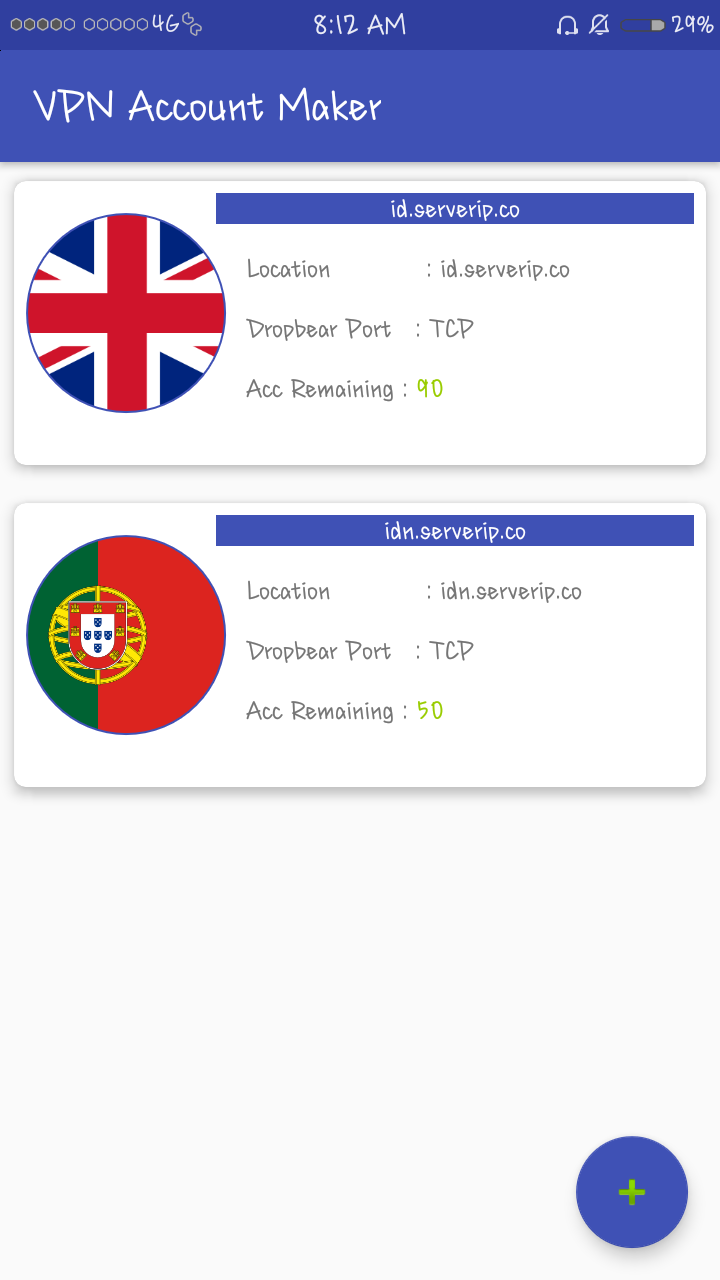 4G 8:12 AM 29%
VPN Account Maker
id.serverip.co
Location : id.serverip.co
Dropbear Port : TCP
Acc Remaining : 90
idn.serverip.co
Location : idn.serverip.co
Dropbear Port : TCP
Acc Remaining : 50
+